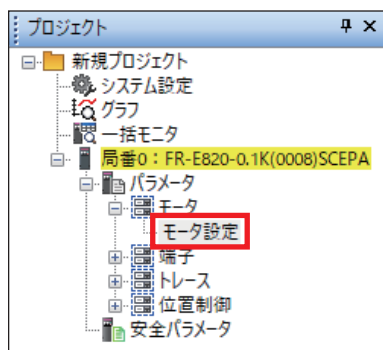 プロジェクト
新規プロジェクト
システム設定
グラフ
一括モニタ
局番0：FR-E820-0.1K(0008)SCEPA
パラメータ
モータ
モータ設定
端子
トレース
位置制御
安全パラメータ